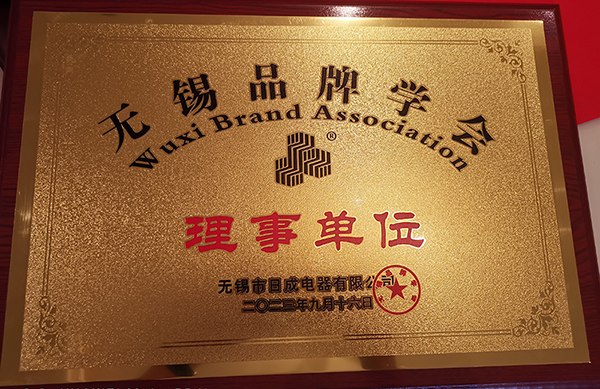 无锡品牌学会
Wuxi Brand Association
®
理事单位
无锡市日成电器有限公司
二〇二三年九月十六日